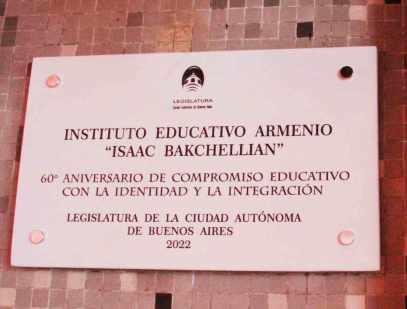 LEGISLATURA
INSTITUTO EDUCATIVO ARMENIO
“ISAAC BAKCHELLIAN”
60° ANIVERSARIO DE COMPROMISO EDUCATIVO
CON LA IDENTIDAD Y LA INTEGRACIÓN
LEGISLATURA DE LA CIUDAD AUTÓNOMA
DE BUENOS AIRES
2022